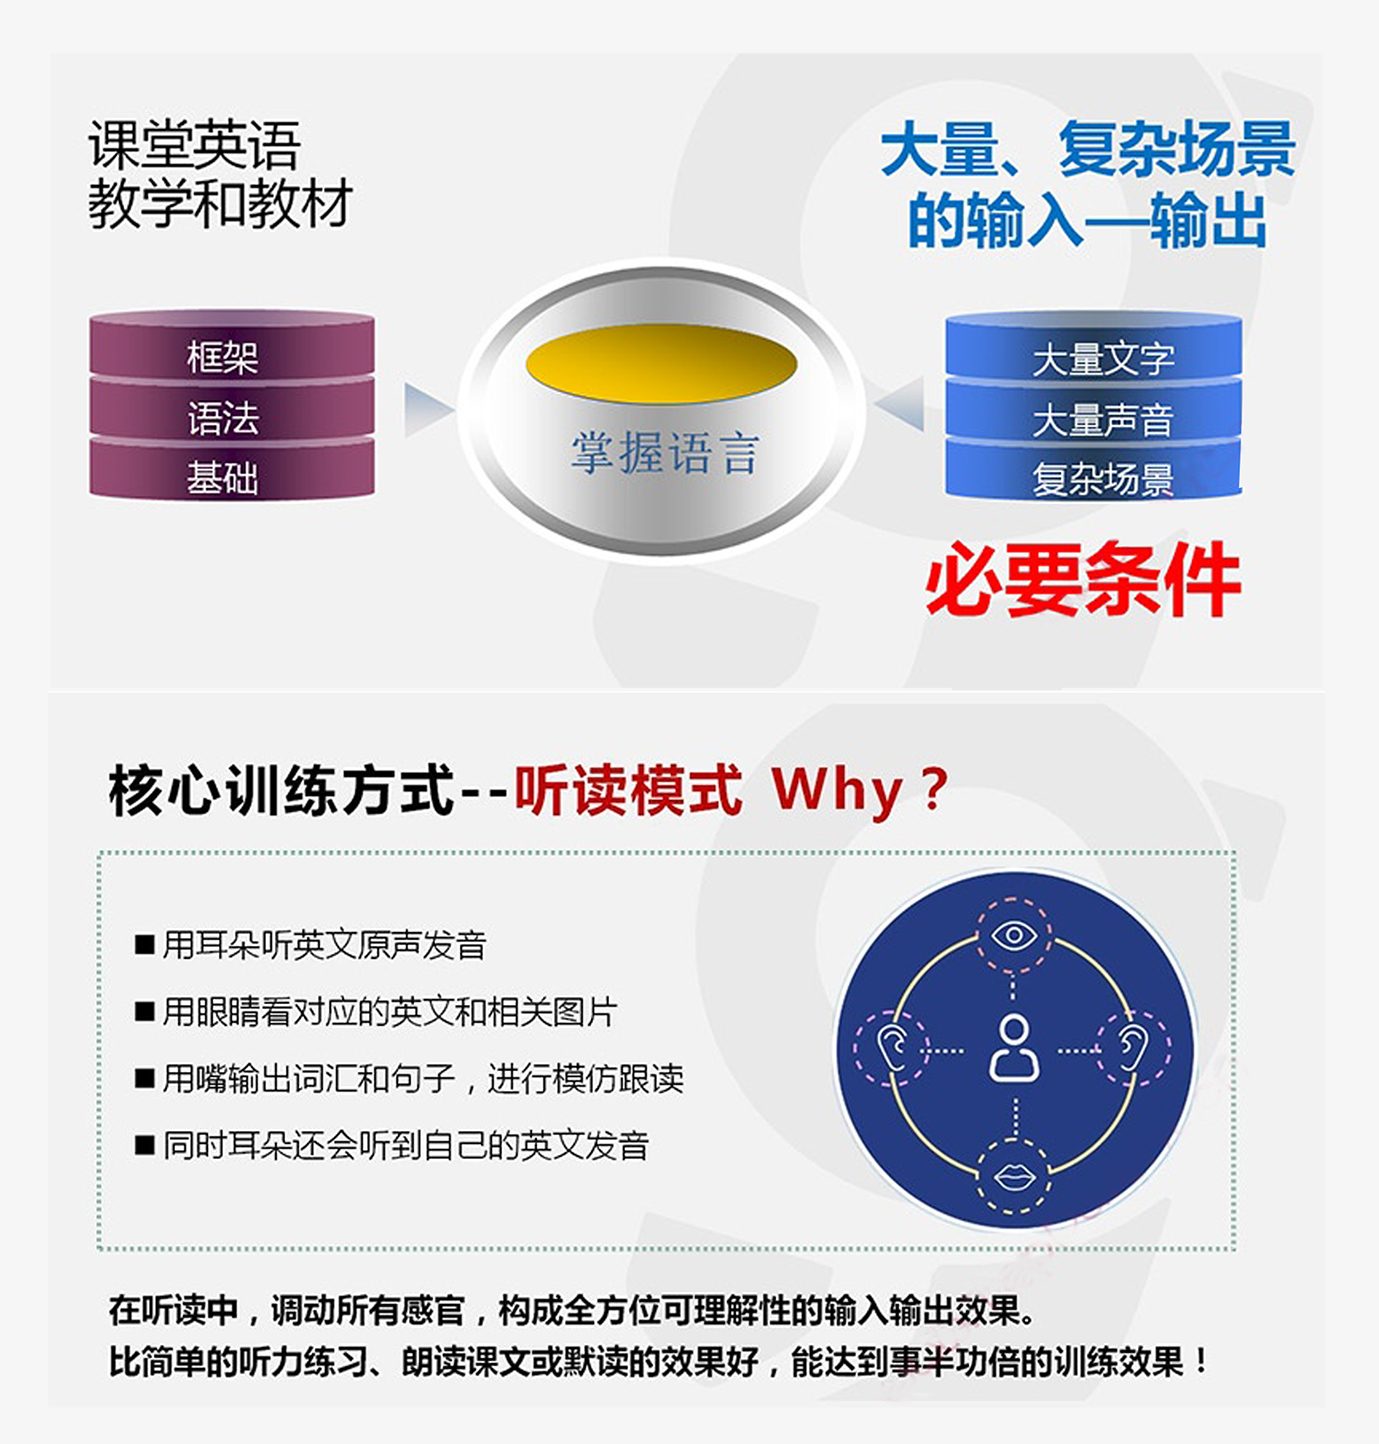 课堂英语
教学和教材
大量、复杂场景
的输入—输出
框架
语法
基础
掌握语言
大量文字
大量声音
复杂场景
必要条件
核心训练方式--听读模式 Why？
■用耳朵听英文原声发音
■用眼睛看对应的英文和相关图片
■用嘴输出词汇和句子，进行模仿跟读
■同时耳朵还会听到自己的英文发音
在听读中，调动所有感官，构成全方位可理解性的输入输出效果。
比简单的听力练习、朗读课文或默读的效果好，能达到事半功倍的训练效果！